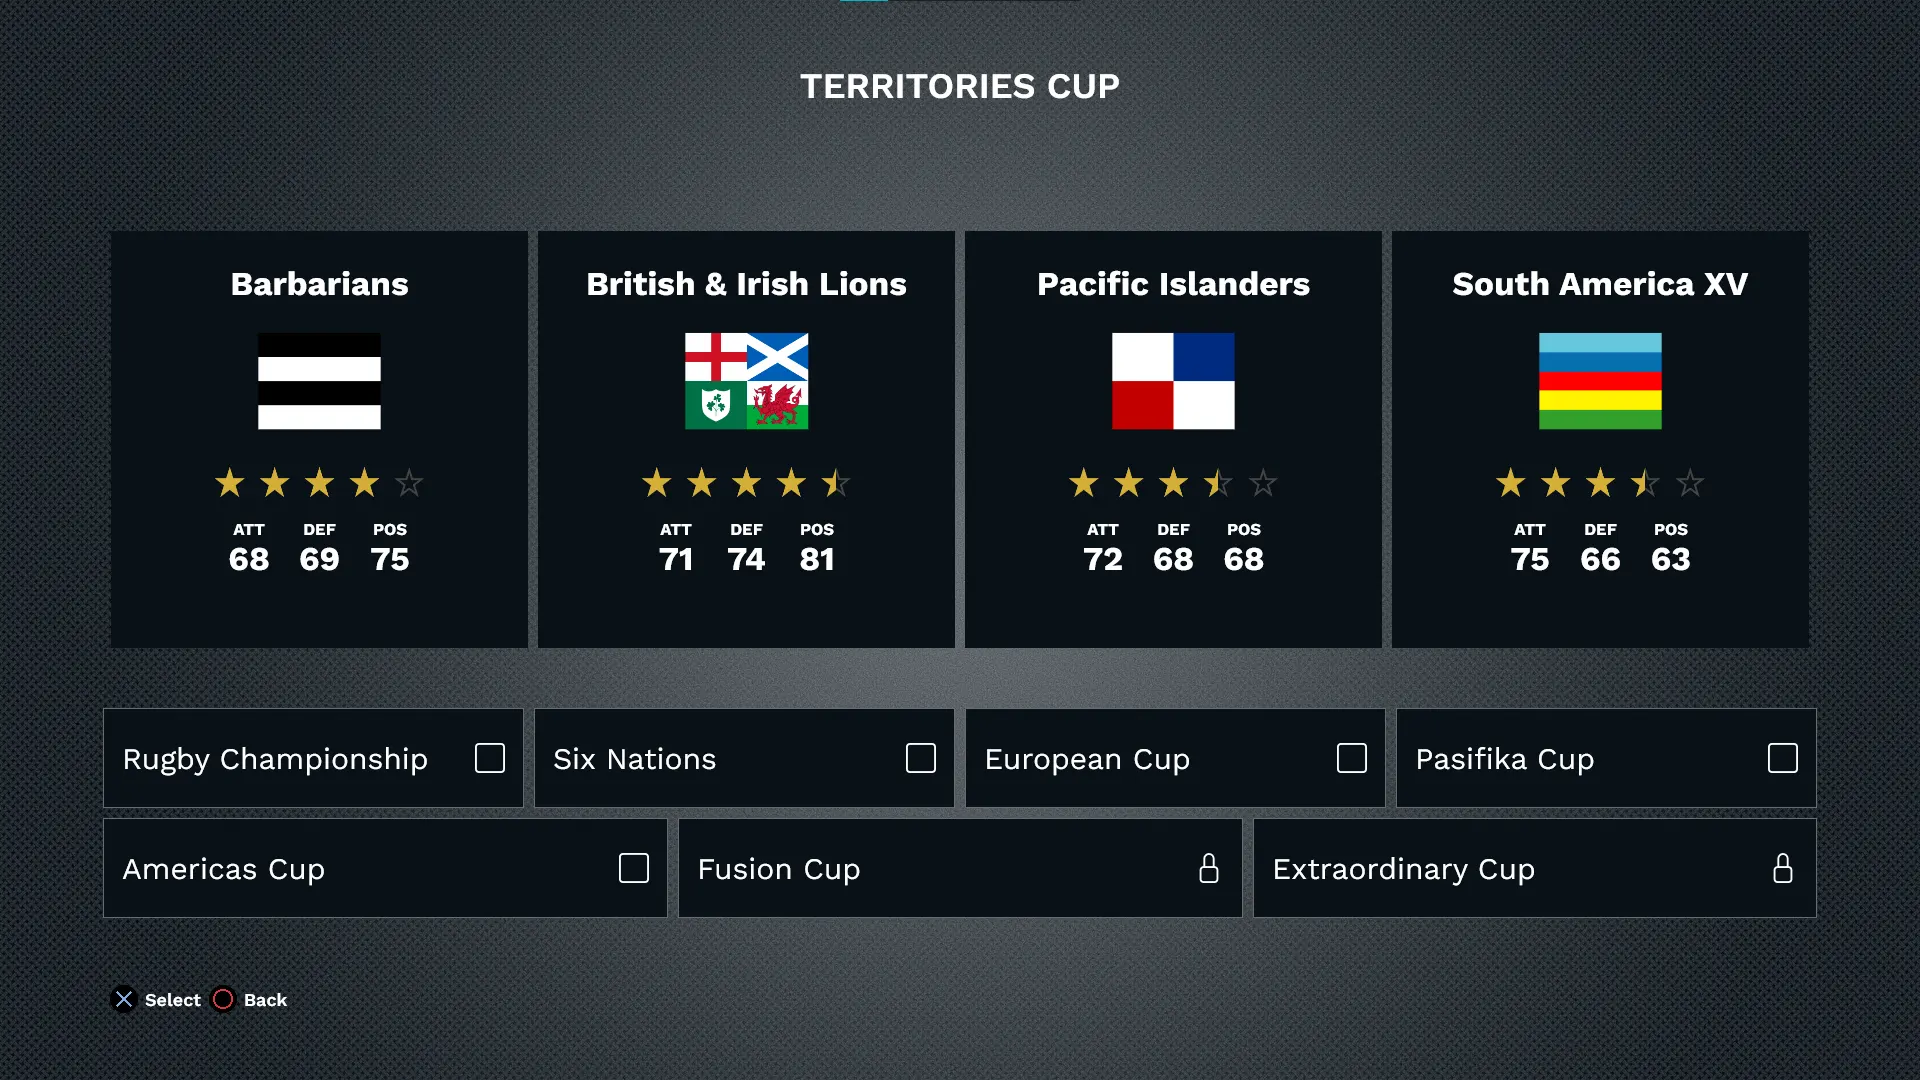 TERRITORIES CUP
Barbarians
ATT DEF POS
68 69 75
British & Irish Lions
ATT DEF POS
71 74 81
Pacific Islanders
ATT DEF POS
72 68 68
South America XV
ATT DEF POS
75 66 63
Rugby Championship
Six Nations
European Cup
Pasifika Cup
Americas Cup
Fusion Cup
Extraordinary Cup
Select Back